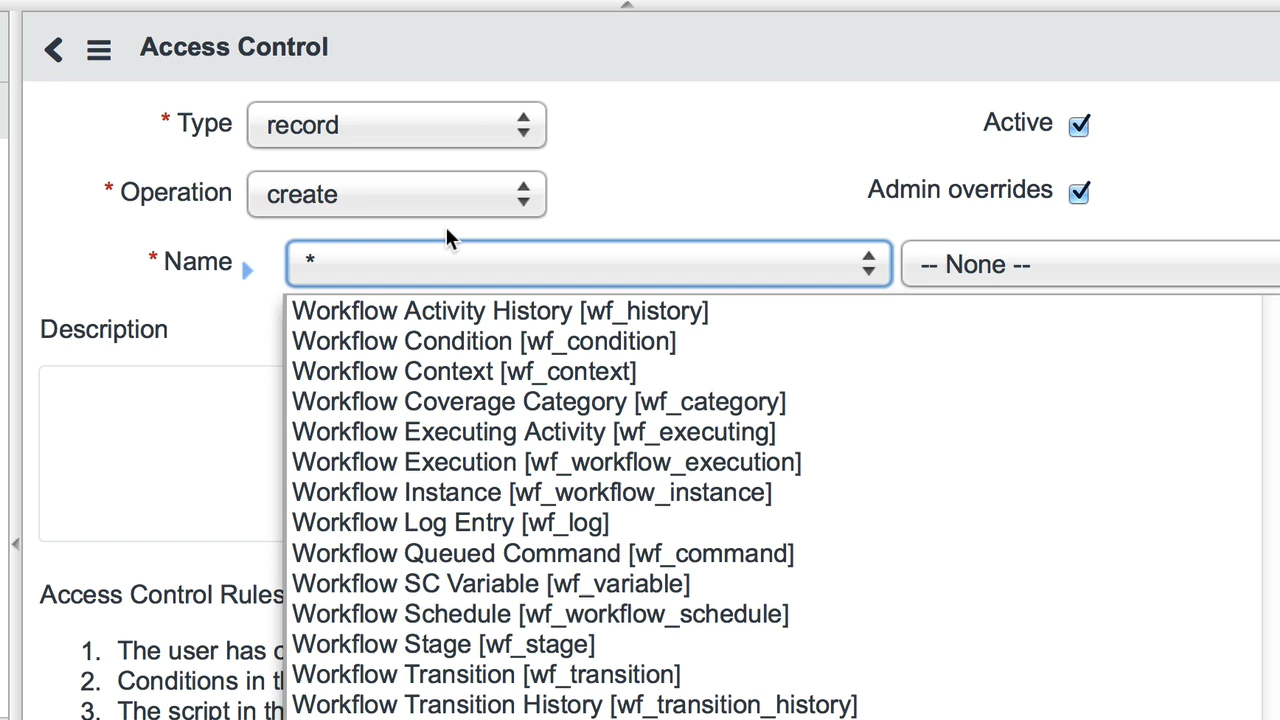 Access Control
* Type record
Active
* Operation create
Admin overrides
* Name * -- None --
Workflow Activity History [wf_history]
Description
Workflow Condition [wf_condition]
Workflow Context [wf_context]
Workflow Coverage Category [wf_category]
Workflow Executing Activity [wf_executing]
Workflow Execution [wf_workflow_execution]
Workflow Instance [wf_workflow_instance]
Workflow Log Entry [wf_log]
Workflow Queued Command [wf_command]
Workflow SC Variable [wf_variable]
Workflow Schedule [wf_workflow_schedule]
Workflow Stage [wf_stage]
Workflow Transition [wf_transition]
Workflow Transition History [wf_transition_history]
Access Control Rules
1. The user has
2. Conditions in
3. The script in